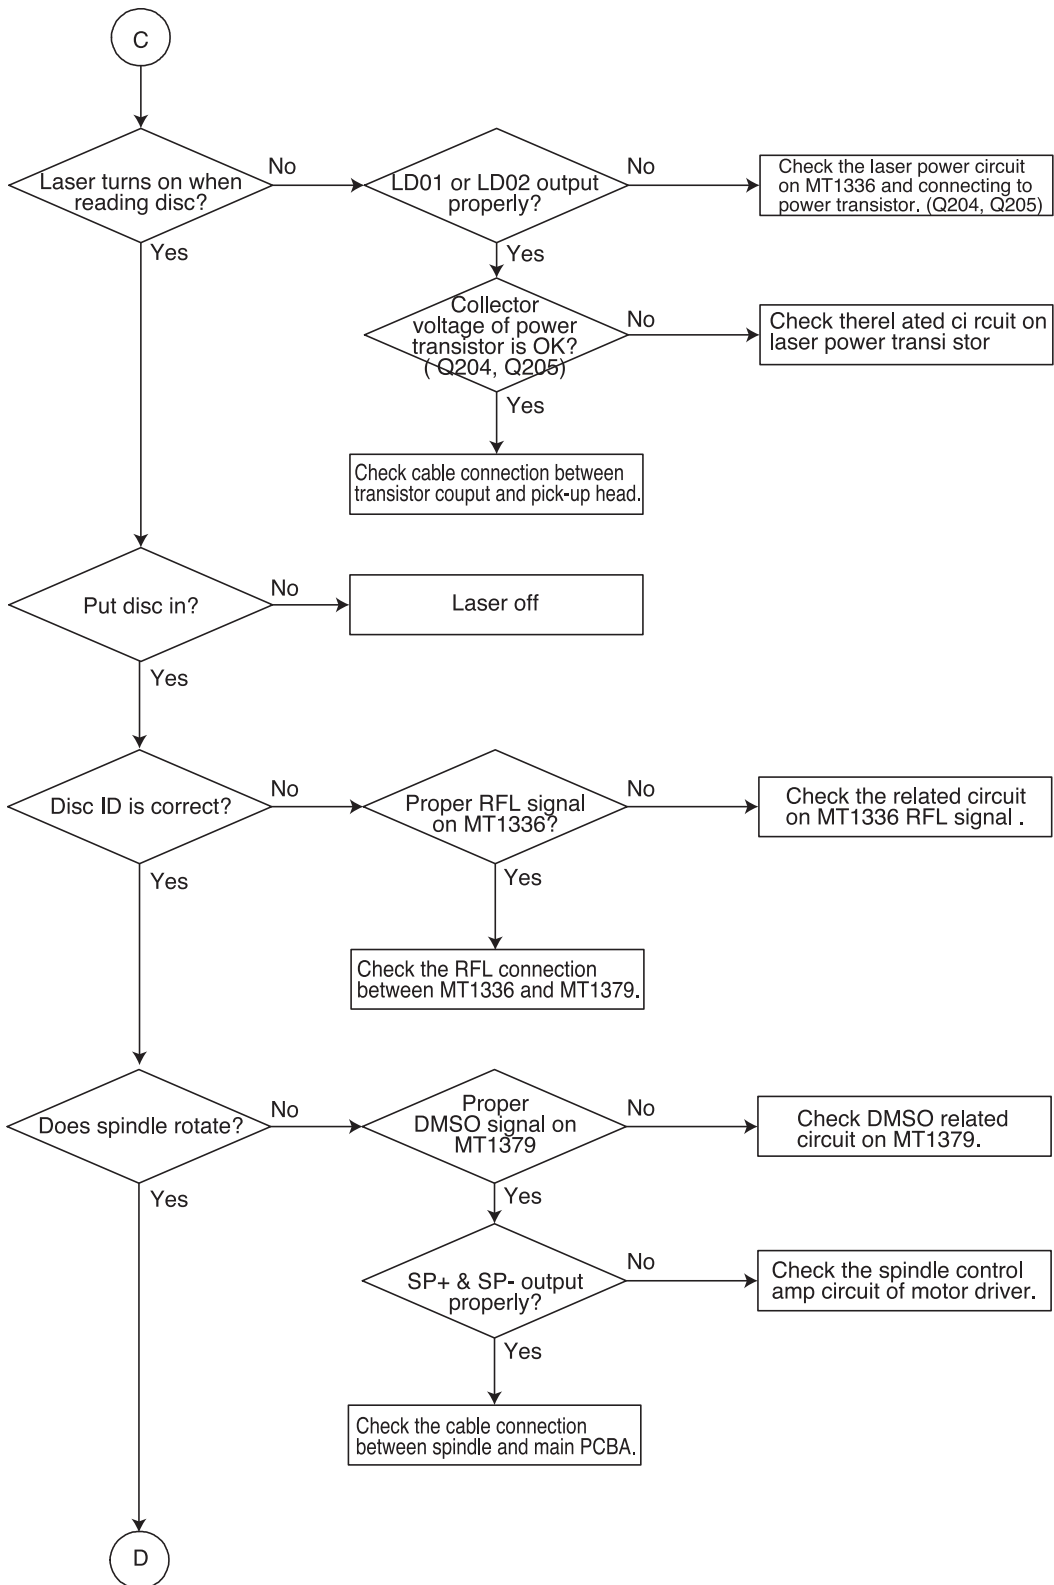 C
Laser turns on when
reading disc?
No
LD01 or LD02 output
properly?
No
Check the laser power circuit
on MT1336 and connecting to
power transistor. (Q204, Q205)
Yes
Yes
Collector
voltage of power
transistor is OK?
( Q204, Q205)
No
Check therel ated ci rcuit on
laser power transi stor
Yes
Check cable connection between
transistor couput and pick-up head.
Put disc in?
No
Laser off
Yes
Disc ID is correct?
No
Proper RFL signal
on MT1336?
No
Check the related circuit
on MT1336 RFL signal .
Yes
Yes
Check the RFL connection
between MT1336 and MT1379.
Does spindle rotate?
No
Proper
DMSO signal on
MT1379
No
Check DMSO related
circuit on MT1379.
Yes
Yes
SP+ & SP- output
properly?
No
Check the spindle control
amp circuit of motor driver.
Yes
Check the cable connection
between spindle and main PCBA.
D